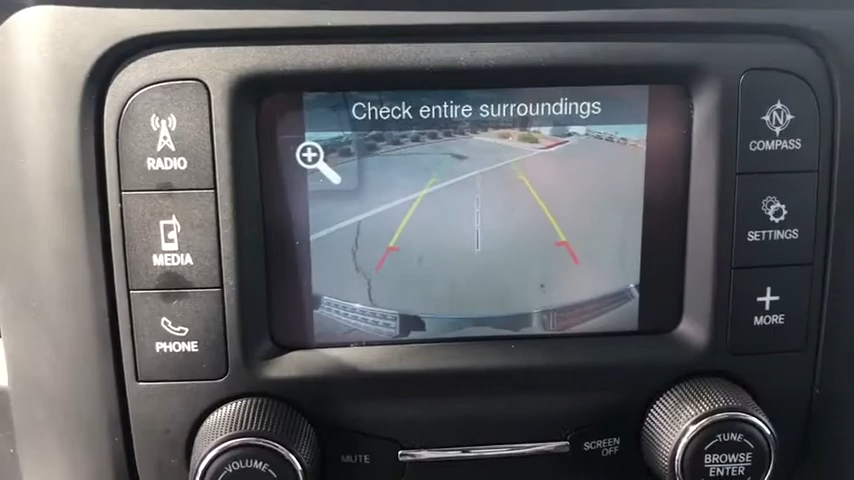 Check entire surroundings
RADIO
MEDIA
PHONE
N
COMPASS
SETTINGS
MORE
VOLUME
MUTE
SCREEN
OFF
TUNE
BROWSE
ENTER